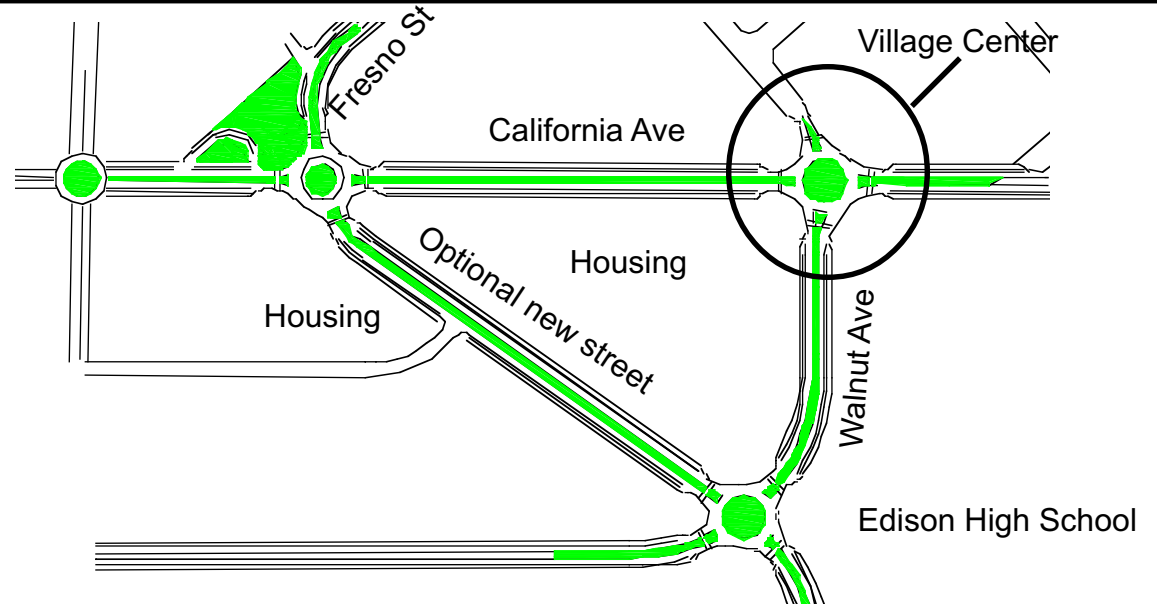 Village Center
Fresno St
California Ave
Optional new street
Housing
Housing
Walnut Ave
Edison High School